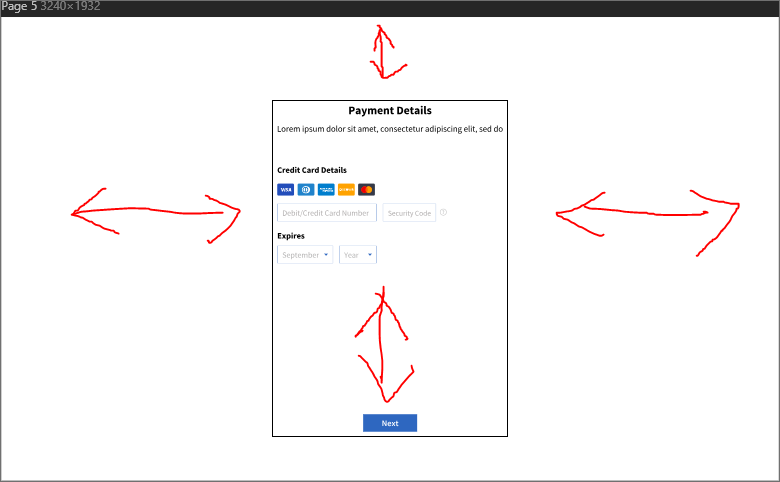 Page 5 3240×1932
Payment Details
Lorem ipsum dolor sit amet, consectetur adipiscing elit, sed do
Credit Card Details
VISA
Debit/Credit Card Number Security Code
Expires
September Year
Next